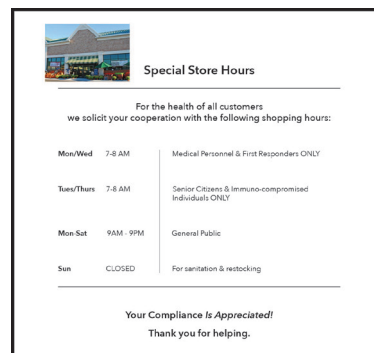 Special Store Hours
For the health of all customers
we solicit your cooperation with the following shopping hours:
Mon/Wed 7-8 AM Medical Personnel & First Responders ONLY
Tues/Thurs 7-8 AM Senior Citizens & Immuno-compromised
Individuals ONLY
Mon-Sat 9AM - 9PM General Public
Sun CLOSED For sanitation & restocking
Your Compliance Is Appreciated!
Thank you for helping.